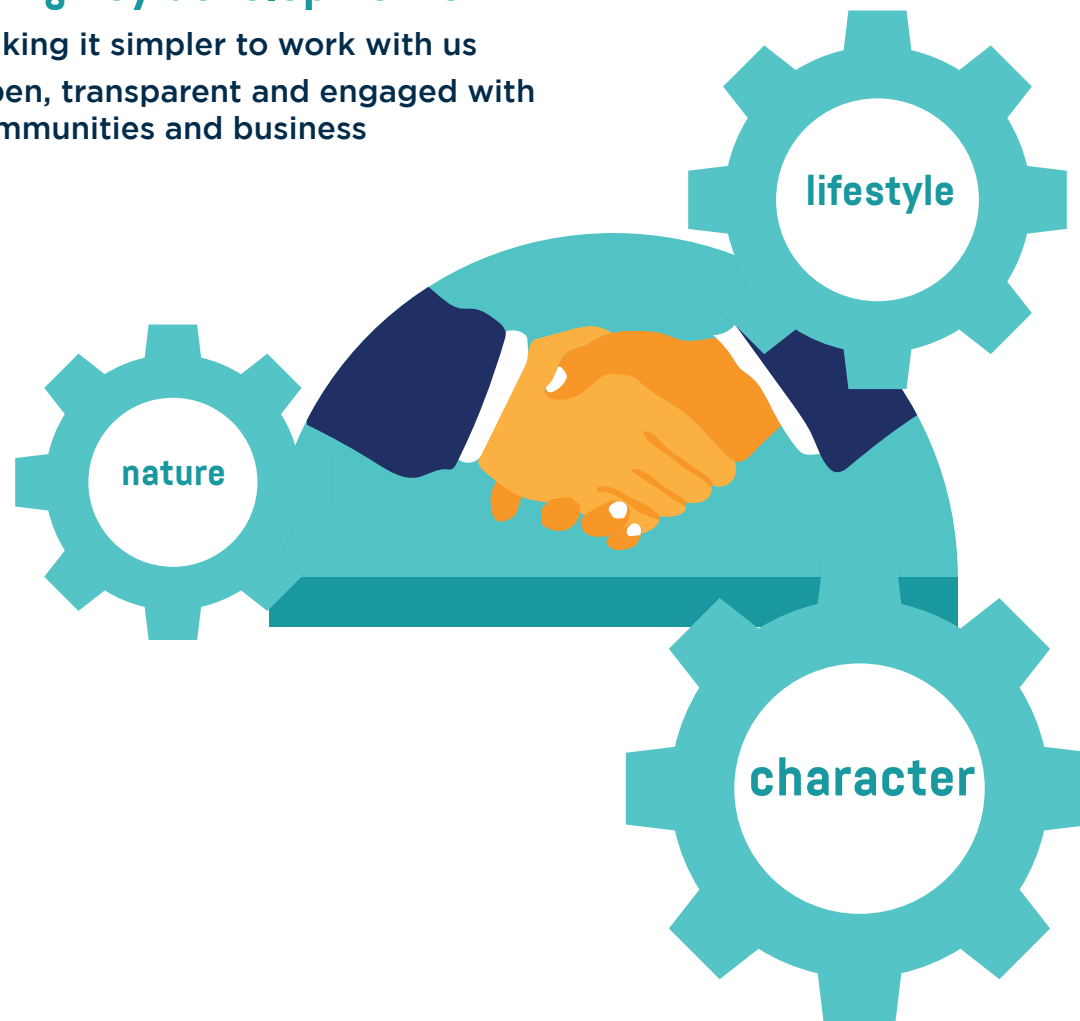 king it simpler to work with us
pen, transparent and engaged with
mmunities and business
lifestyle
nature
character